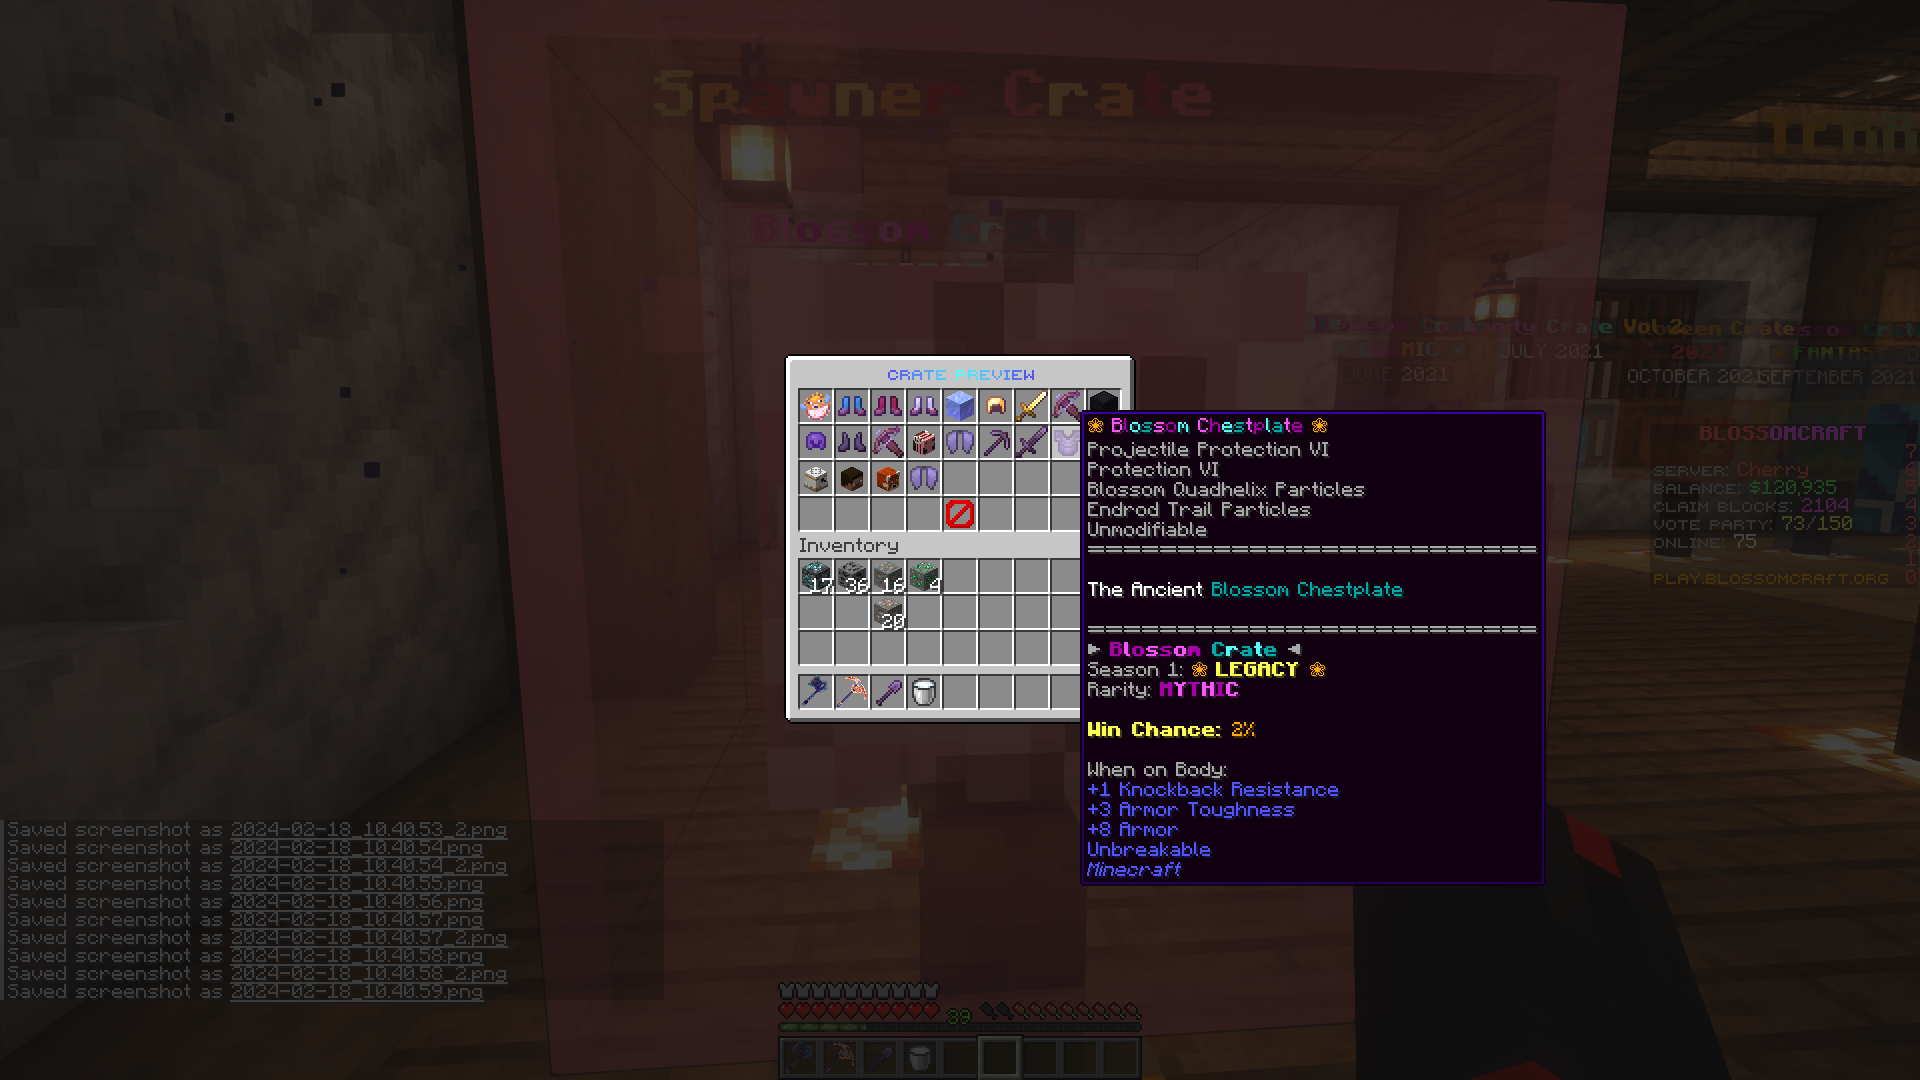 Spawner Crate
Blossom Crate
JULY 2021
2021
JUNE 2021
OCTOBER 2021
SEPTEMBER 2021
CRATE PREVIEW
Inventory
17
36
16
4
20
❀ Blossom Chestplate ❀
Projectile Protection VI
Protection VI
Blossom Quadhelix Particles
Endrod Trail Particles
Unmodifiable
============================
The Ancient Blossom Chestplate
============================
► Blossom Crate ◄
Season 1: ❀ LEGACY ❀
Rarity: MYTHIC
Win Chance: 2%
When on Body:
+1 Knockback Resistance
+3 Armor Toughness
+8 Armor
Unbreakable
Minecraft
BLOSSOMCRAFT
SERVER: Cherry
BALANCE: $120,935
CLAIM BLOCKS: 2104
VOTE PARTY: 73/150
ONLINE: 75
PLAY.BLOSSOMCRAFT.ORG
Saved screenshot as 2024-02-18_10.40.53_2.png
Saved screenshot as 2024-02-18_10.40.54.png
Saved screenshot as 2024-02-18_10.40.54_2.png
Saved screenshot as 2024-02-18_10.40.55.png
Saved screenshot as 2024-02-18_10.40.56.png
Saved screenshot as 2024-02-18_10.40.57.png
Saved screenshot as 2024-02-18_10.40.57_2.png
Saved screenshot as 2024-02-18_10.40.58.png
Saved screenshot as 2024-02-18_10.40.58_2.png
Saved screenshot as 2024-02-18_10.40.59.png
39